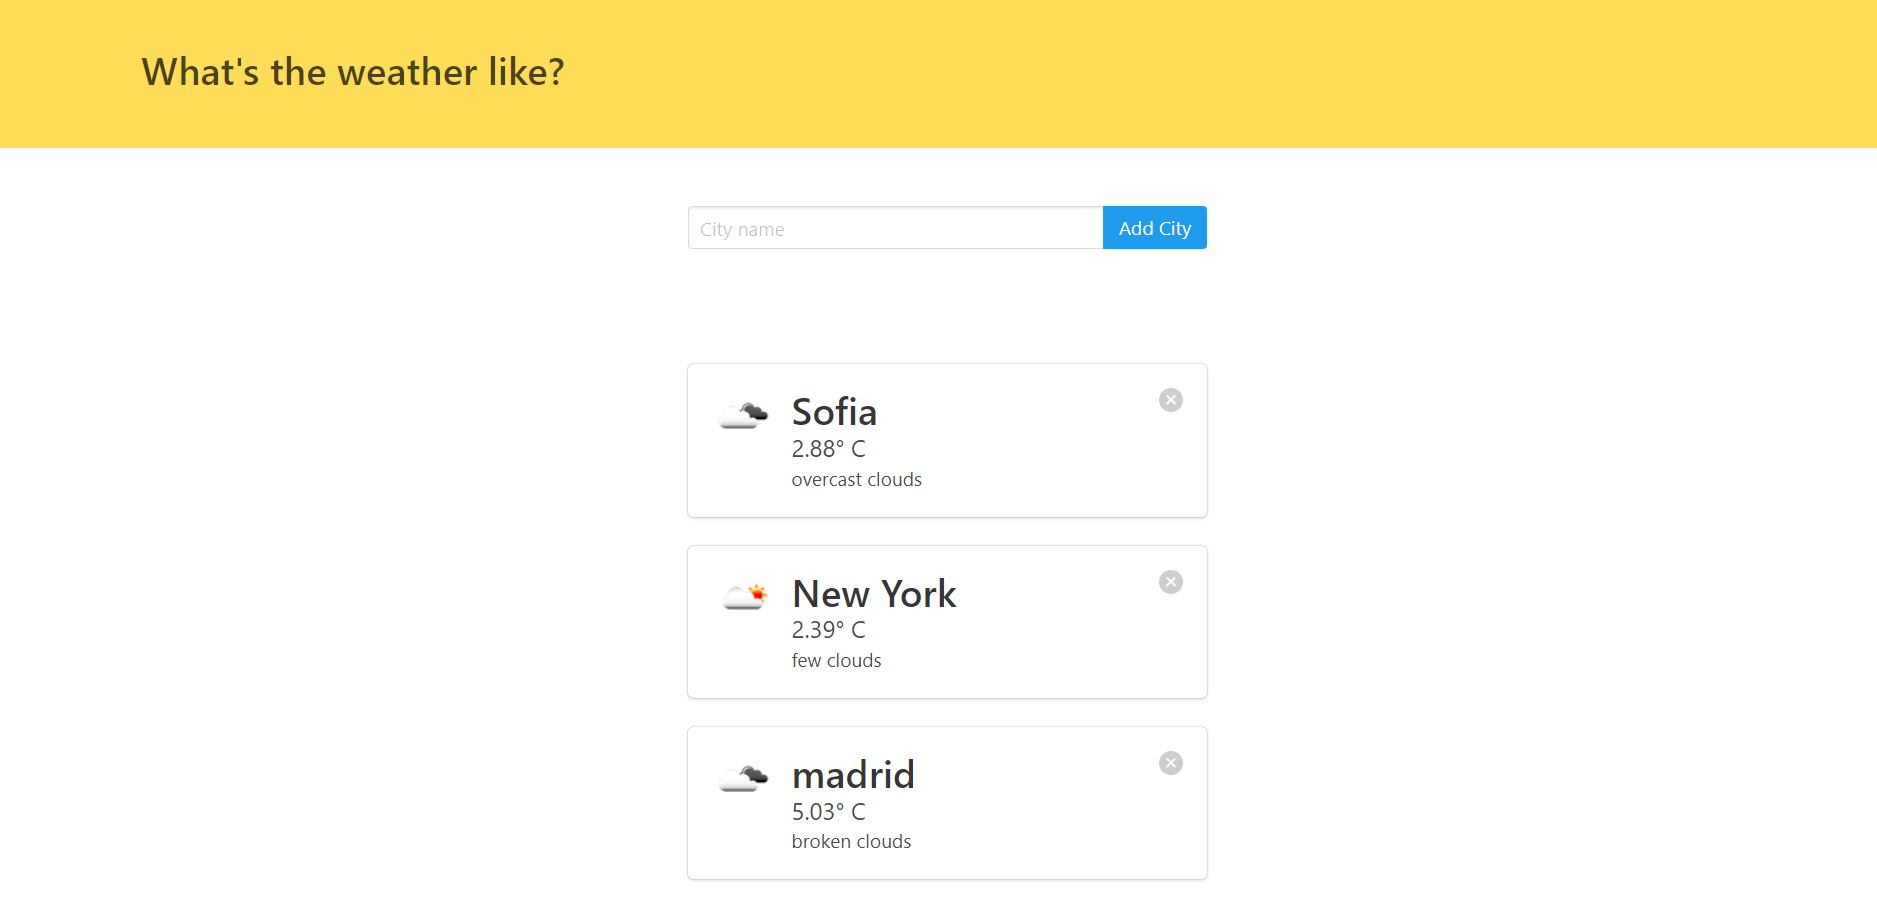 What's the weather like?
City name
Add City
Sofia
2.88° C
overcast clouds
New York
2.39° C
few clouds
madrid
5.03° C
broken clouds